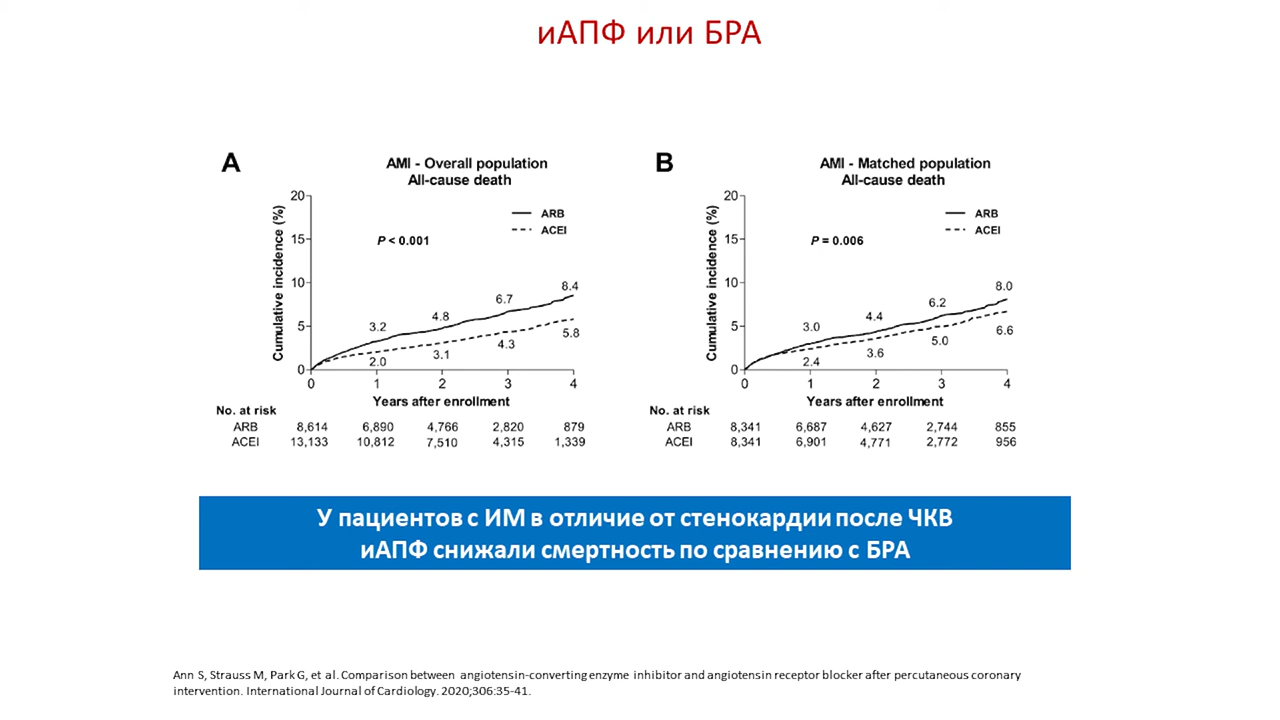 иАПФ или БРА
A
AMI - Overall population
All-cause death
Cumulative incidence (%)
20
15
10
5
0
ARB
ACEI
P < 0.001
3.2
4.8
6.7
8.4
2.0
3.1
4.3
5.8
0 1 2 3 4
Years after enrollment
No. at risk
ARB 8,614 6,890 4,766 2,820 879
ACEI 13,133 10,812 7,510 4,315 1,339
B
AMI - Matched population
All-cause death
Cumulative incidence (%)
20
15
10
5
0
ARB
ACEI
P = 0.006
3.0
4.4
6.2
8.0
2.4
3.6
5.0
6.6
0 1 2 3 4
Years after enrollment
No. at risk
ARB 8,341 6,687 4,627 2,744 855
ACEI 8,341 6,901 4,771 2,772 956
У пациентов с ИМ в отличие от стенокардии после ЧКВ
иАПФ снижали смертность по сравнению с БРА
Ann S, Strauss M, Park G, et al. Comparison between angiotensin-converting enzyme inhibitor and angiotensin receptor blocker after percutaneous coronary
intervention. International Journal of Cardiology. 2020;306:35-41.